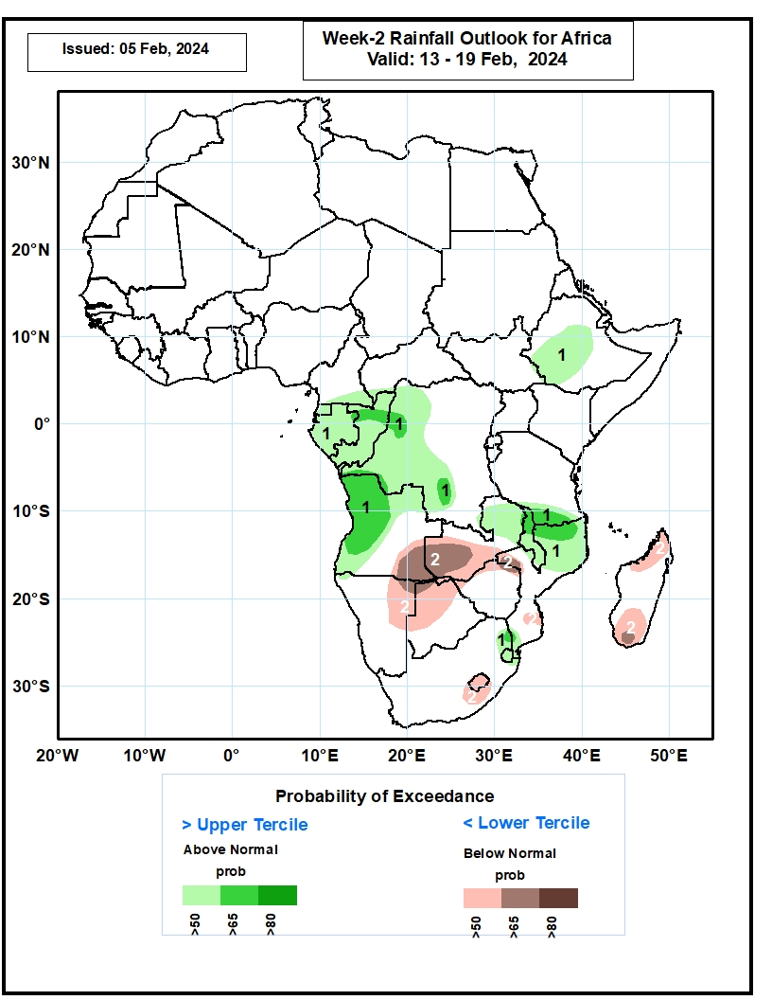 Issued: 05 Feb, 2024
Week-2 Rainfall Outlook for Africa
Valid: 13 - 19 Feb, 2024
30°N
20°N
10°N
1
0°
1
1
1
10°S
1
1
1
2
2
2
20°S
2
2
2
1
30°S
2
20°W
10°W
0°
10°E
20°E
30°E
40°E
50°E
Probability of Exceedance
> Upper Tercile
< Lower Tercile
Above Normal
Below Normal
prob
prob
>50
>65
>80
>50
>65
>80